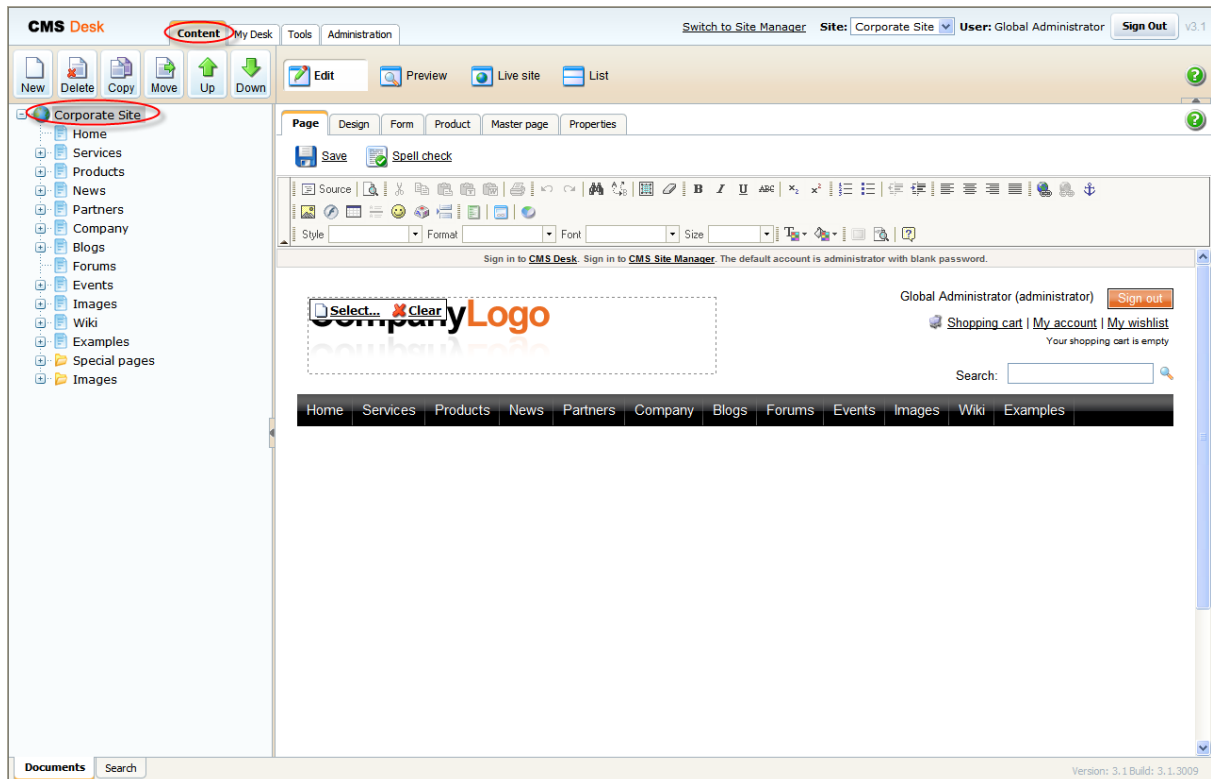 CMS Desk Content My Desk Tools Administration Switch to Site Manager Site: Corporate Site User: Global Administrator Sign Out v3.1
New Delete Copy Move Up Down Edit Preview Live site List
Corporate Site
Home
Services
Products
News
Partners
Company
Blogs
Forums
Events
Images
Wiki
Examples
Special pages
Images
Page Design Form Product Master page Properties
Save Spell check
Source B I U ABC x₂ x²
Style Format Font Size
Sign in to CMS Desk. Sign in to CMS Site Manager. The default account is administrator with blank password.
Select... Clear
CompanyLogo
Global Administrator (administrator) Sign out
Shopping cart | My account | My wishlist
Your shopping cart is empty
Search:
Home Services Products News Partners Company Blogs Forums Events Images Wiki Examples
Documents Search
Version: 3.1 Build: 3.1.3009